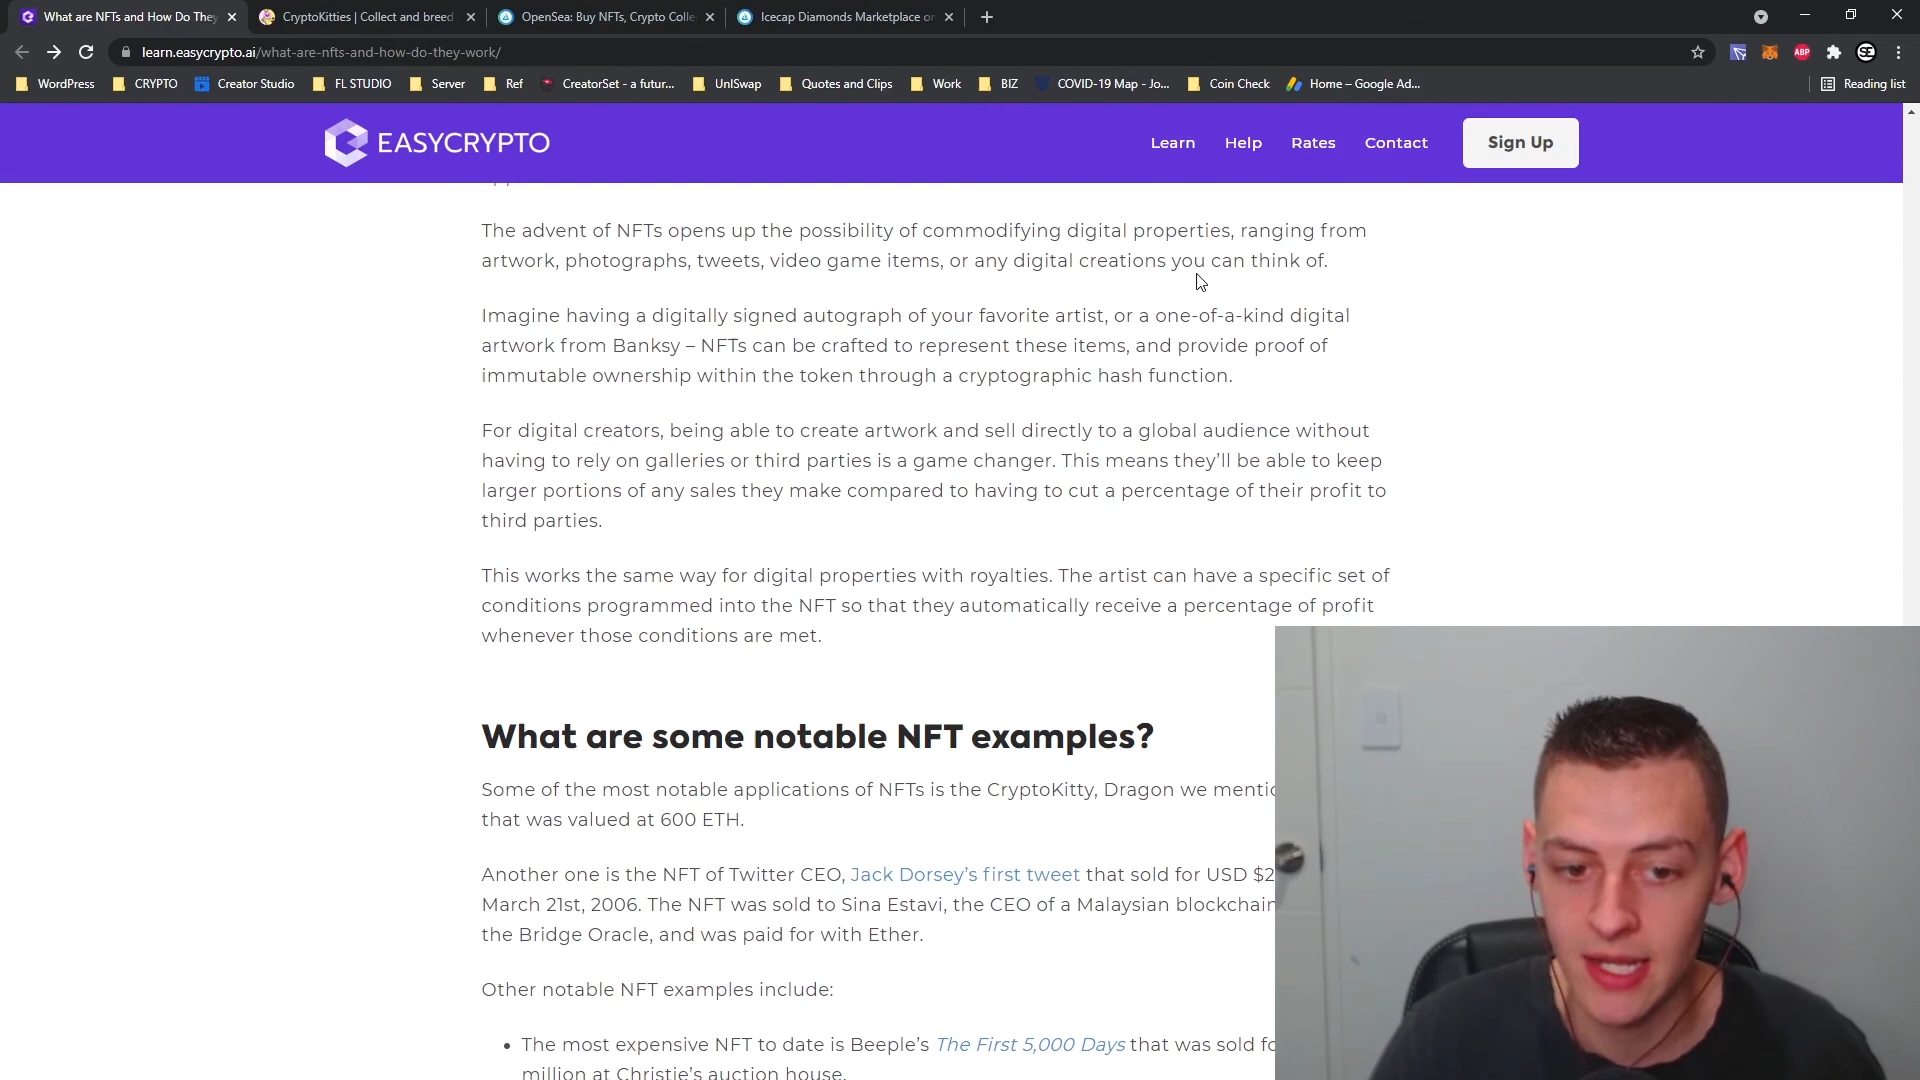 What are NFTs and How Do They
CryptoKitties | Collect and breed
OpenSea: Buy NFTs, Crypto Colle
Icecap Diamonds Marketplace on
learn.easycrypto.ai/what-are-nfts-and-how-do-they-work/
ABP
SE
WordPress
CRYPTO
Creator Studio
FL STUDIO
Server
Ref
CreatorSet - a futur...
UnISwap
Quotes and Clips
Work
BIZ
COVID-19 Map - Jo...
Coin Check
Home – Google Ad...
Reading list
EASYCRYPTO
Learn
Help
Rates
Contact
Sign Up
The advent of NFTs opens up the possibility of commodifying digital properties, ranging from
artwork, photographs, tweets, video game items, or any digital creations you can think of.
Imagine having a digitally signed autograph of your favorite artist, or a one-of-a-kind digital
artwork from Banksy – NFTs can be crafted to represent these items, and provide proof of
immutable ownership within the token through a cryptographic hash function.
For digital creators, being able to create artwork and sell directly to a global audience without
having to rely on galleries or third parties is a game changer. This means they’ll be able to keep
larger portions of any sales they make compared to having to cut a percentage of their profit to
third parties.
This works the same way for digital properties with royalties. The artist can have a specific set of
conditions programmed into the NFT so that they automatically receive a percentage of profit
whenever those conditions are met.
What are some notable NFT examples?
Some of the most notable applications of NFTs is the CryptoKitty, Dragon we mentic
that was valued at 600 ETH.
Another one is the NFT of Twitter CEO, Jack Dorsey’s first tweet that sold for USD $2
March 21st, 2006. The NFT was sold to Sina Estavi, the CEO of a Malaysian blockchain
the Bridge Oracle, and was paid for with Ether.
Other notable NFT examples include:
• The most expensive NFT to date is Beeple’s The First 5,000 Days that was sold fo
million at Christie’s auction house.